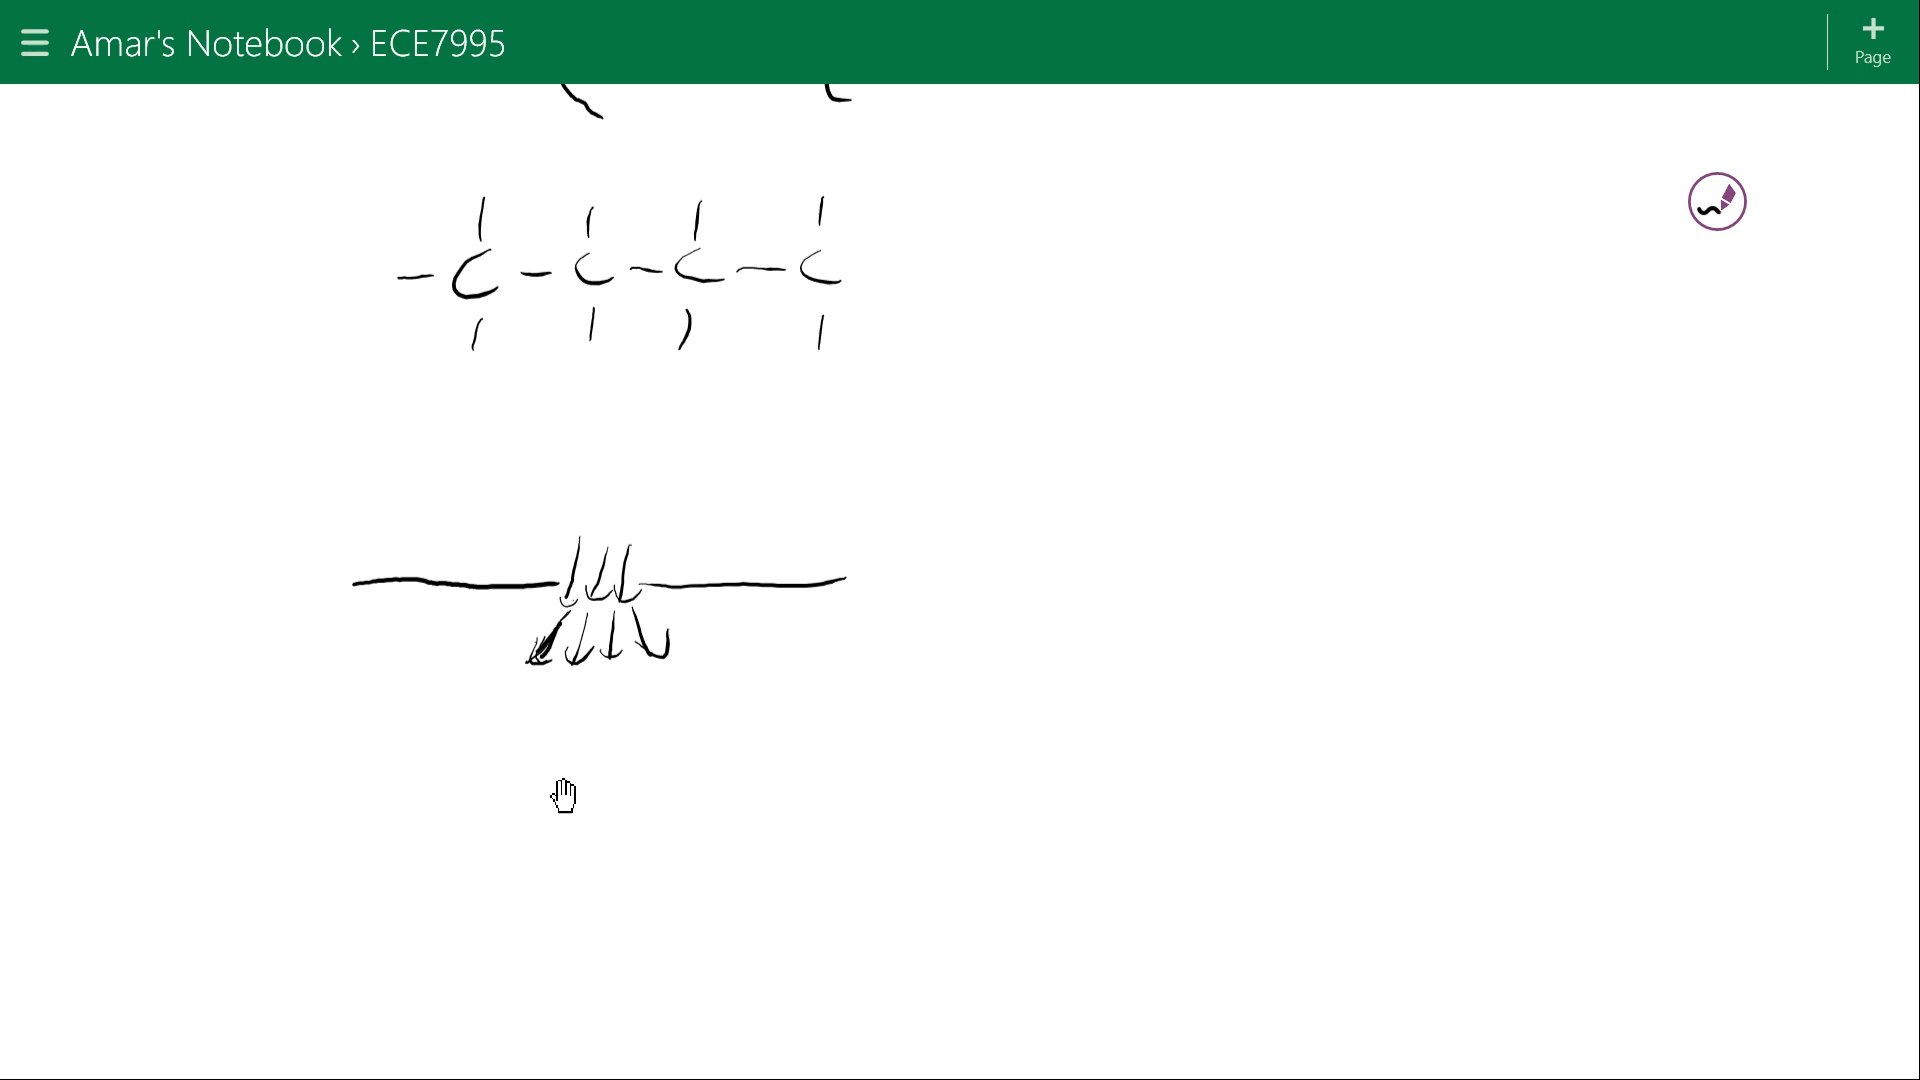 Amar's Notebook › ECE7995
Page
- C - C - C - C